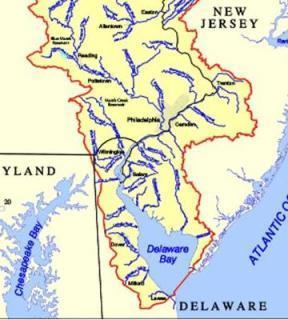 NEW
JERSEY
Easton
Allentown
Reading
Pottstown
Trenton
Philadelphia
Camden
Wilmington
Salem
YLAND
20
Chesapeake Bay
Delaware
Bay
Dover
Milford
Lewes
DELAWARE
ATLANTIC